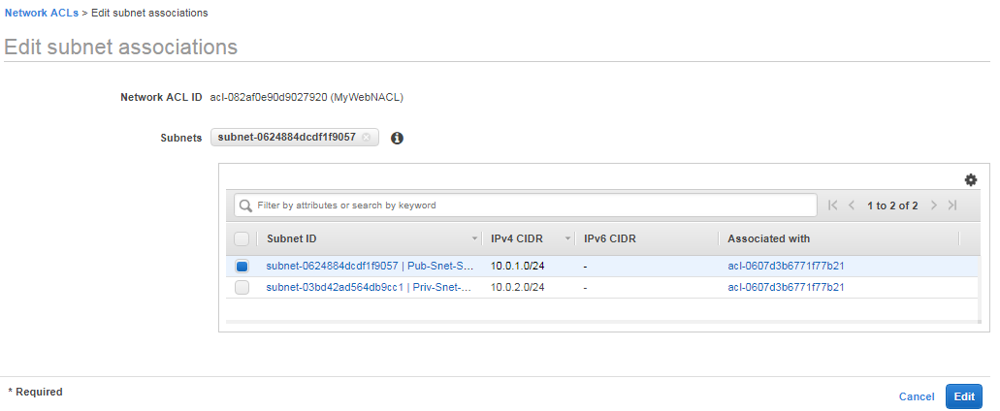 Network ACLs > Edit subnet associations
Edit subnet associations
Network ACL ID acl-082af0e90d9027920 (MyWebNACL)
Subnets subnet-0624884dcdf1f9057
Filter by attributes or search by keyword
1 to 2 of 2
Subnet ID IPv4 CIDR IPv6 CIDR Associated with
subnet-0624884dcdf1f9057 | Pub-Snet-S... 10.0.1.0/24 - acl-0607d3b6771f77b21
subnet-03bd42ad564db9cc1 | Priv-Snet-... 10.0.2.0/24 - acl-0607d3b6771f77b21
* Required
Cancel Edit